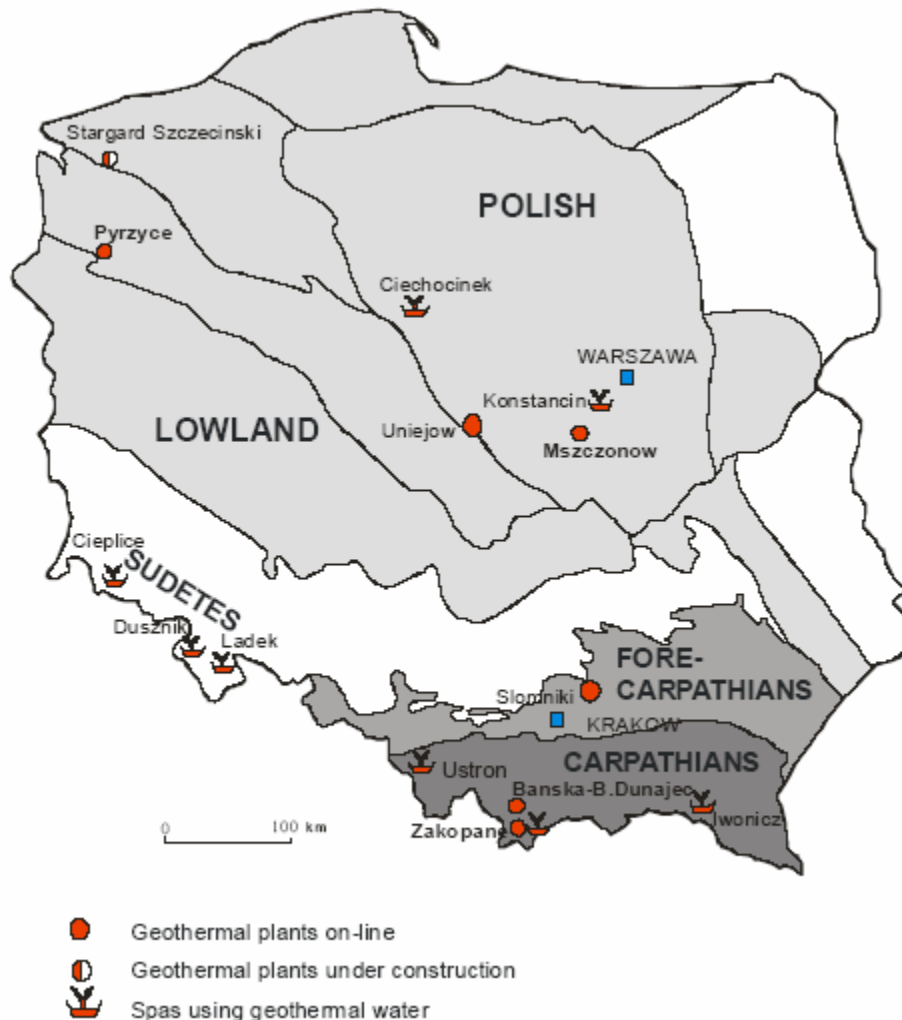 Stargard Szczecinski
POLISH
Pyrzyce
Ciechocinek
WARSZAWA
Konstancin
LOWLAND
Uniejow
Mszczonow
Cieplice
SUDETES
Dusznik
Ladek
FORE-
CARPATHIANS
Slomniki
KRAKOW
CARPATHIANS
Ustron
Banska-B.Dunajec
Iwonicz
Zakopane
0 100 km
Geothermal plants on-line
Geothermal plants under construction
Spas using geothermal water